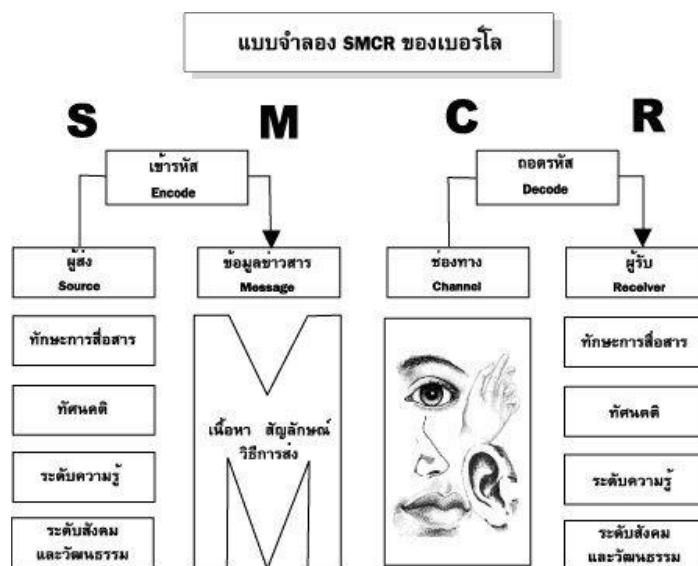 แบบจำลอง SMCR ของเบอร์โล
S M C R
เข้ารหัส
Encode
ถอดรหัส
Decode
ผู้ส่ง
Source
ข้อมูลข่าวสาร
Message
ช่องทาง
Channel
ผู้รับ
Receiver
ทักษะการสื่อสาร
ทัศนคติ
ระดับความรู้
ระดับสังคม
และวัฒนธรรม
เนื้อหา สัญลักษณ์
วิธีการส่ง
ทักษะการสื่อสาร
ทัศนคติ
ระดับความรู้
ระดับสังคม
และวัฒนธรรม